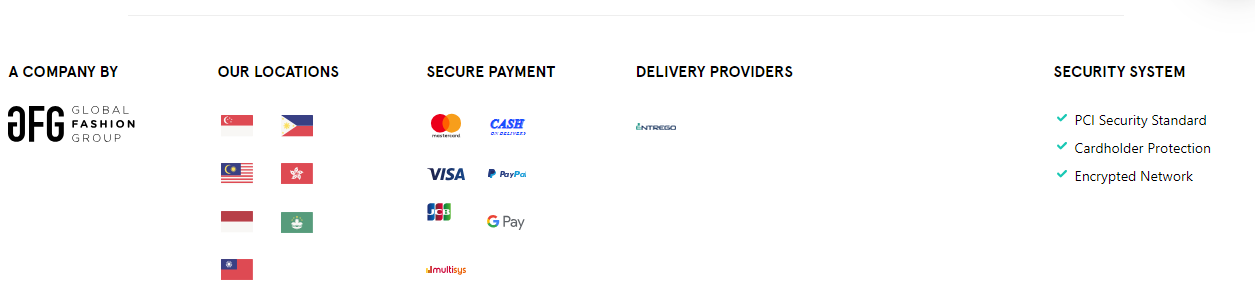 A COMPANY BY
GFG GLOBAL
FASHION
GROUP
OUR LOCATIONS
SECURE PAYMENT
mastercard
CASH
ON DELIVERY
VISA
PayPal
JCB
G Pay
multisys
DELIVERY PROVIDERS
INTREGO
SECURITY SYSTEM
PCI Security Standard
Cardholder Protection
Encrypted Network